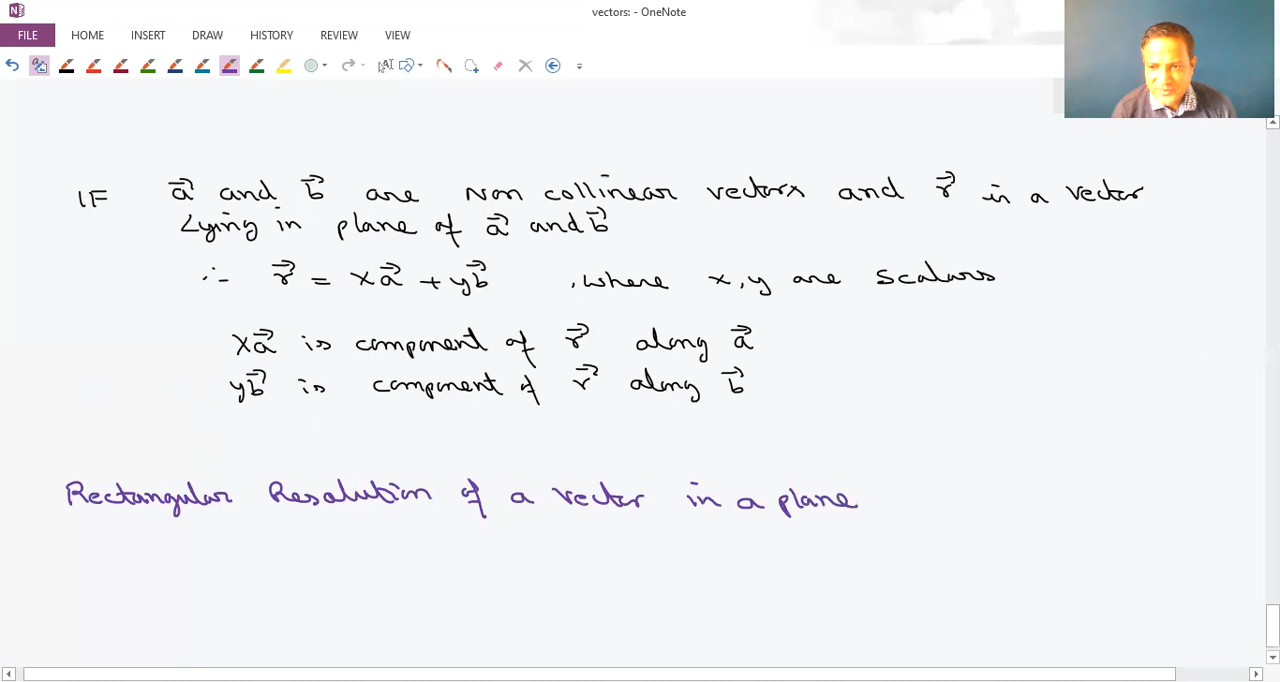 vectors: - OneNote
FILE HOME INSERT DRAW HISTORY REVIEW VIEW
IF a⃗ and b⃗ are Non collinear vectors and r⃗ is a vector
Lying in plane of a⃗ and b⃗
∴ r⃗ = xa⃗ + yb⃗ , where x, y are scalars
xa⃗ is component of r⃗ along a⃗
yb⃗ is component of r⃗ along b⃗
Rectangular Resolution of a vector in a plane